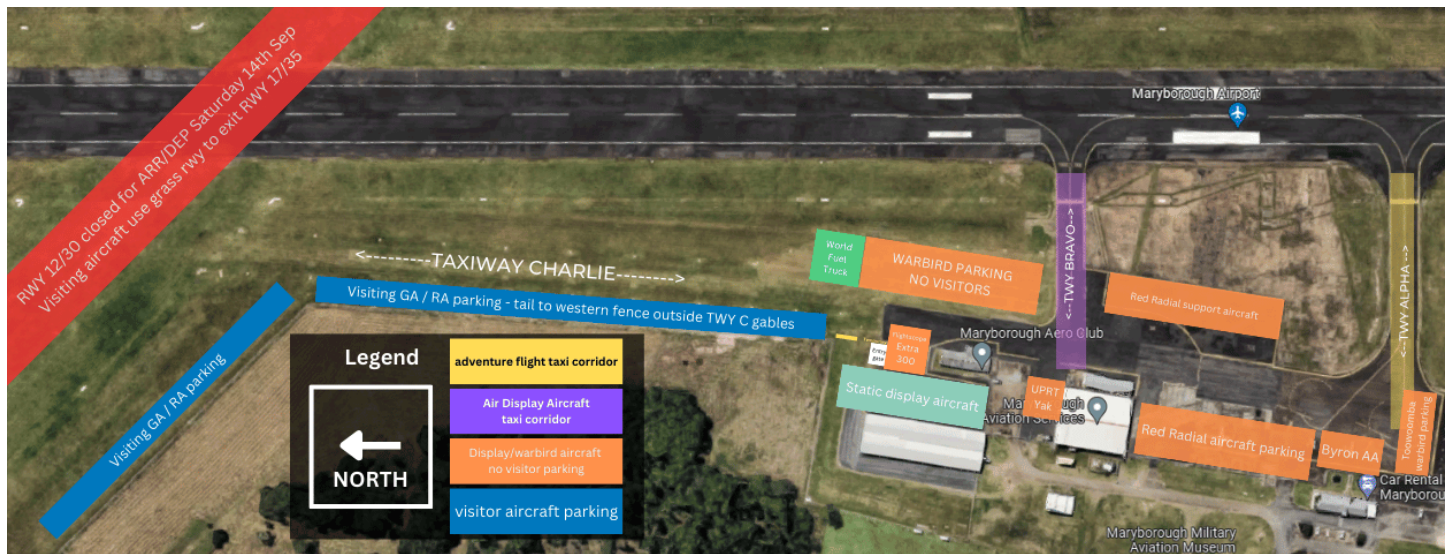 RWY 12/30 closed for ARR/DEP Saturday 14th Sep
Visiting aircraft use grass rwy to exit RWY 17/35
Maryborough Airport
<--TWY BRAVO-->
<--TWY ALPHA -->
World
Fuel
Truck
WARBIRD PARKING
NO VISITORS
<--------TAXIWAY CHARLIE------->
Visiting GA / RA parking - tail to western fence outside TWY C gables
Visiting GA / RA parking
Red Radial support aircraft
Maryborough Aero Club
Entry
gate
Extra
300
Static display aircraft
UPRT
Yak
Aviation Services
Red Radial aircraft parking
Byron AA
Toowoomba
warbird parking
Car Rental
Maryborou
Maryborough Military
Aviation Museum
Legend
NORTH
adventure flight taxi corridor
Air Display Aircraft
taxi corridor
Display/warbird aircraft
no visitor parking
visitor aircraft parking